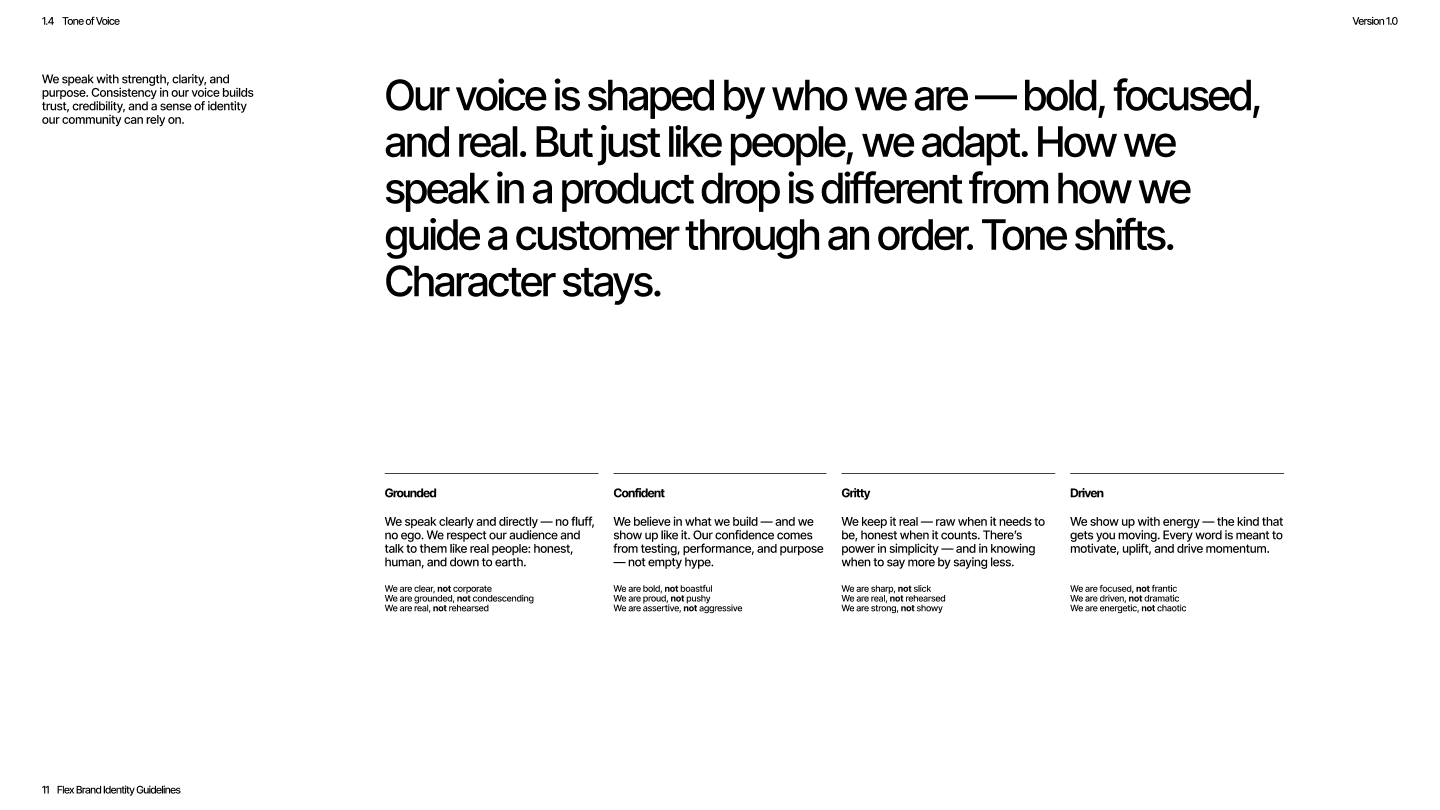 1.4 Tone of Voice
Version 1.0
We speak with strength, clarity, and
purpose. Consistency in our voice builds
trust, credibility, and a sense of identity
our community can rely on.
Our voice is shaped by who we are — bold, focused,
and real. But just like people, we adapt. How we
speak in a product drop is different from how we
guide a customer through an order. Tone shifts.
Character stays.
Grounded
We speak clearly and directly — no fluff,
no ego. We respect our audience and
talk to them like real people: honest,
human, and down to earth.
We are clear, not corporate
We are grounded, not condescending
We are real, not rehearsed
Confident
We believe in what we build — and we
show up like it. Our confidence comes
from testing, performance, and purpose
— not empty hype.
We are bold, not boastful
We are proud, not pushy
We are assertive, not aggressive
Gritty
We keep it real — raw when it needs to
be, honest when it counts. There’s
power in simplicity — and in knowing
when to say more by saying less.
We are sharp, not slick
We are real, not rehearsed
We are strong, not showy
Driven
We show up with energy — the kind that
gets you moving. Every word is meant to
motivate, uplift, and drive momentum.
We are focused, not frantic
We are driven, not dramatic
We are energetic, not chaotic
11 Flex Brand Identity Guidelines